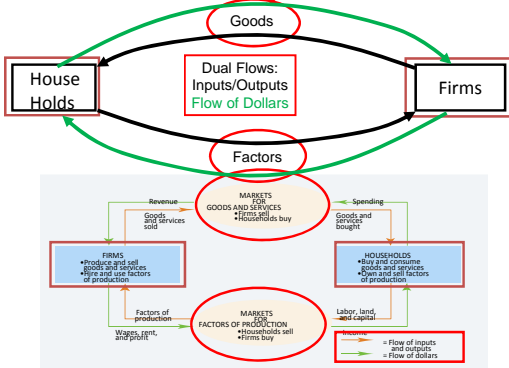 Goods
House
Holds
Dual Flows:
Inputs/Outputs
Flow of Dollars
Firms
Factors
MARKETS
FOR
GOODS AND SERVICES
•Firms sell
•Households buy
Revenue
Spending
Goods
and services
sold
Goods and
services
bought
FIRMS
•Produce and sell
goods and services
•Hire and use factors
of production
HOUSEHOLDS
•Buy and consume
goods and services
•Own and sell factors
of production
Factors of
production
Labor, land,
and capital
MARKETS
FOR
FACTORS OF PRODUCTION
•Households sell
•Firms buy
Wages, rent,
and profit
Income
= Flow of inputs
and outputs
= Flow of dollars